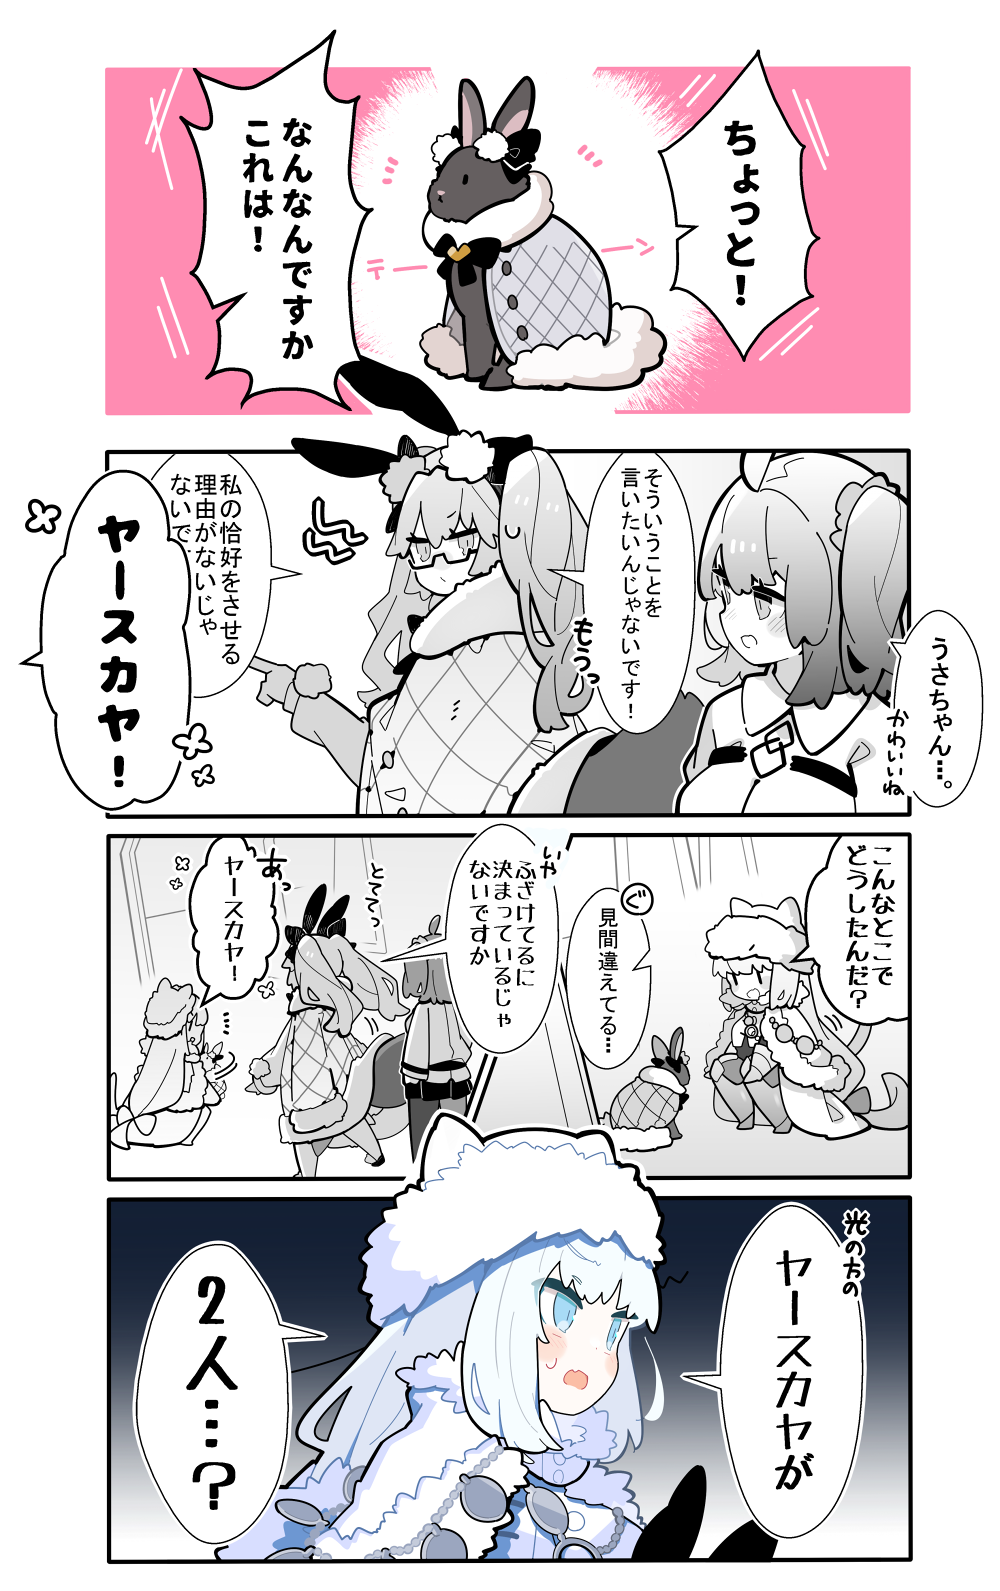 ちょっと！
なんなんですか
これは！
テーン
うさちゃん…。
かわいいね
そういうことを
言いたいんじゃないです！
もうっ
私の恰好をさせる
理由がないじゃ
ないで
ヤースカヤ！
こんなとこで
どうしたんだ？
ぐ
見間違えてる…
いや
ふざけてるに
決まっているじゃ
ないですか
とててっ
あっ
ヤースカヤ！
光の方の
ヤースカヤが
2人…？